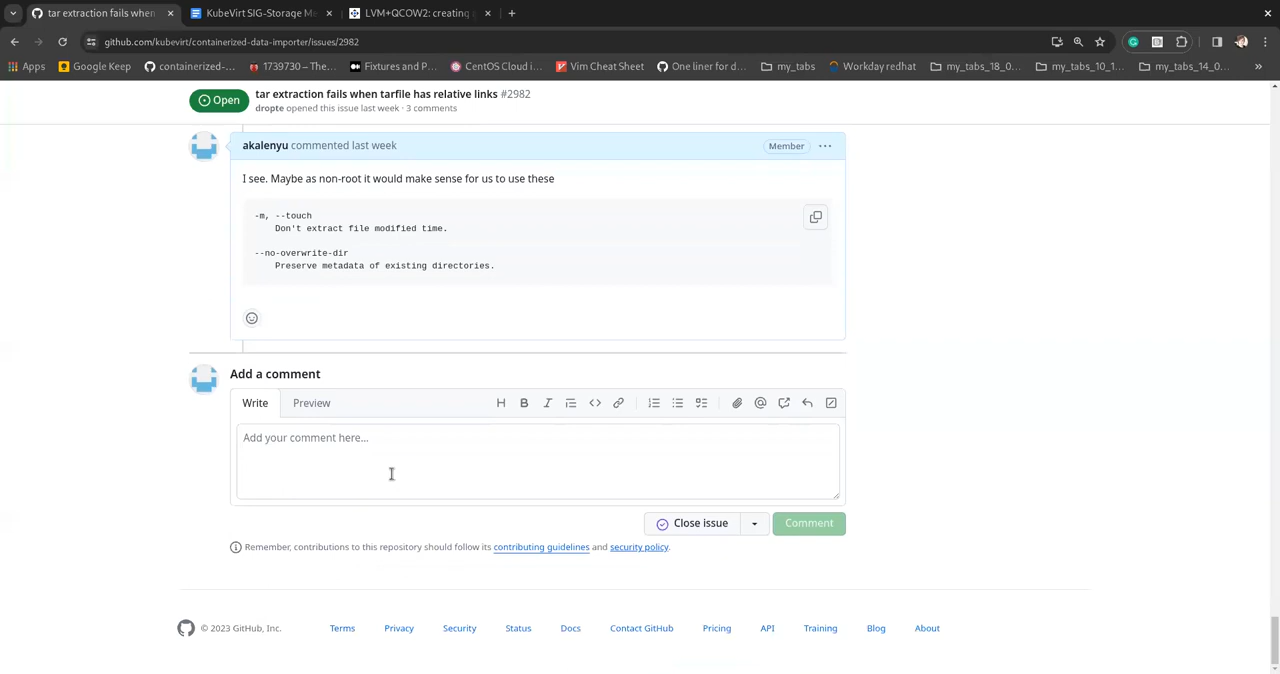 tar extraction fails when
KubeVirt SIG-Storage Me
LVM+QCOW2: creating
github.com/kubevirt/containerized-data-importer/issues/2982
Apps
Google Keep
containerized-...
1739730 – The...
Fixtures and P...
CentOS Cloud i...
Vim Cheat Sheet
One liner for d...
my_tabs
Workday redhat
my_tabs_18_0...
my_tabs_10_1...
my_tabs_14_0...
Open
tar extraction fails when tarfile has relative links #2982
dropte opened this issue last week · 3 comments
akalenyu commented last week
Member
I see. Maybe as non-root it would make sense for us to use these
-m, --touch
Don't extract file modified time.
--no-overwrite-dir
Preserve metadata of existing directories.
Add a comment
Write
Preview
Add your comment here...
Close issue
Comment
Remember, contributions to this repository should follow its contributing guidelines and security policy.
© 2023 GitHub, Inc.
Terms
Privacy
Security
Status
Docs
Contact GitHub
Pricing
API
Training
Blog
About